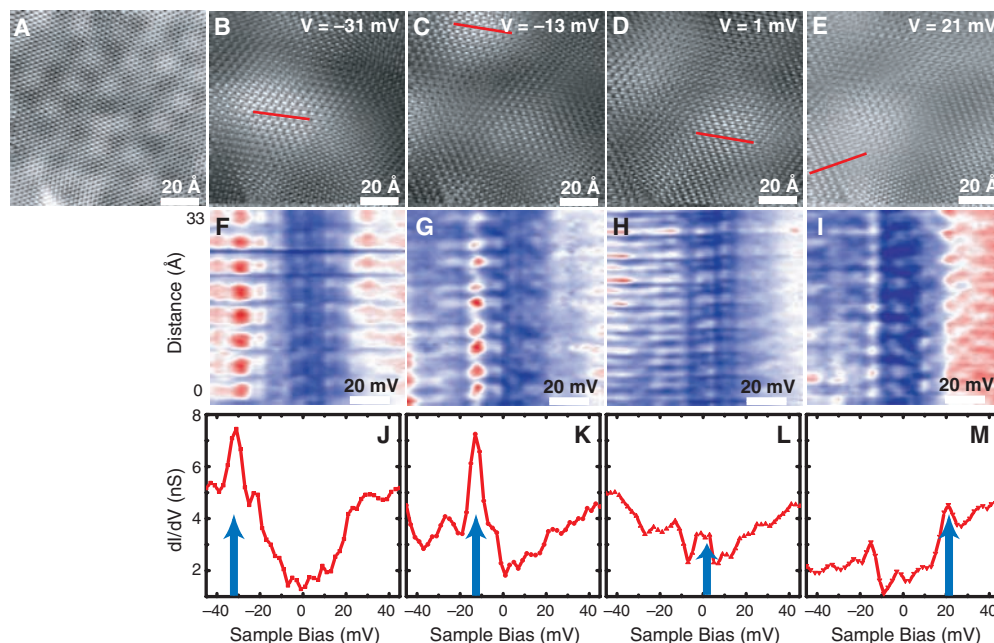 A
B
V = –31 mV
C
V = –13 mV
D
V = 1 mV
E
V = 21 mV
20 Å
20 Å
20 Å
20 Å
20 Å
33
Distance (Å)
0
F
G
H
I
20 mV
20 mV
20 mV
20 mV
8
6
4
2
dI/dV (nS)
J
K
L
M
–40 –20 0 20 40
–40 –20 0 20 40
–40 –20 0 20 40
–40 –20 0 20 40
Sample Bias (mV)
Sample Bias (mV)
Sample Bias (mV)
Sample Bias (mV)